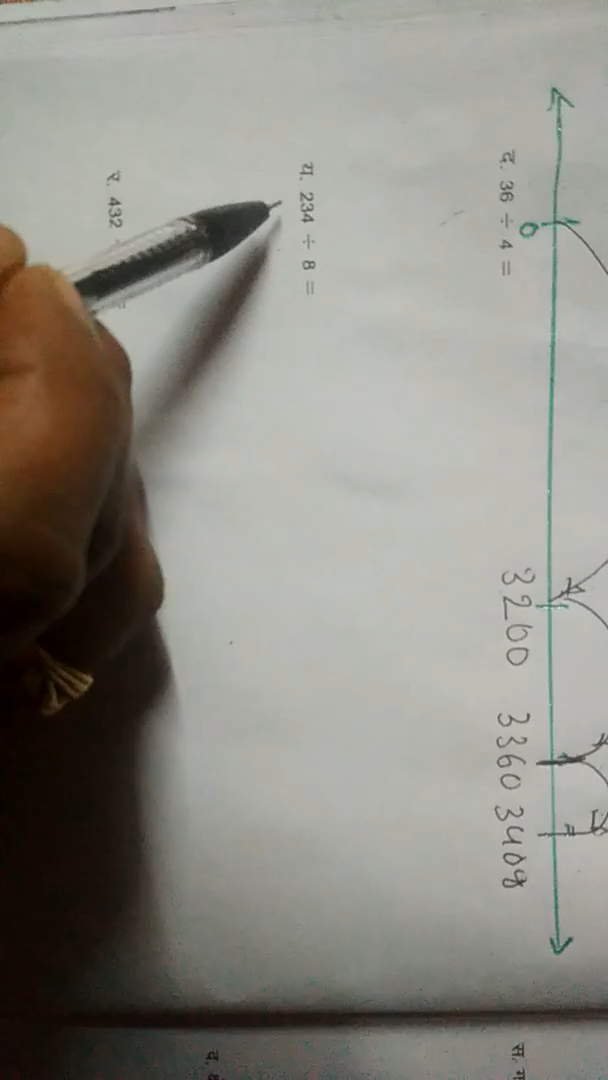 0 3200 3360 3408
द. 36 ÷ 4 =
य. 234 ÷ 8 =
र. 432